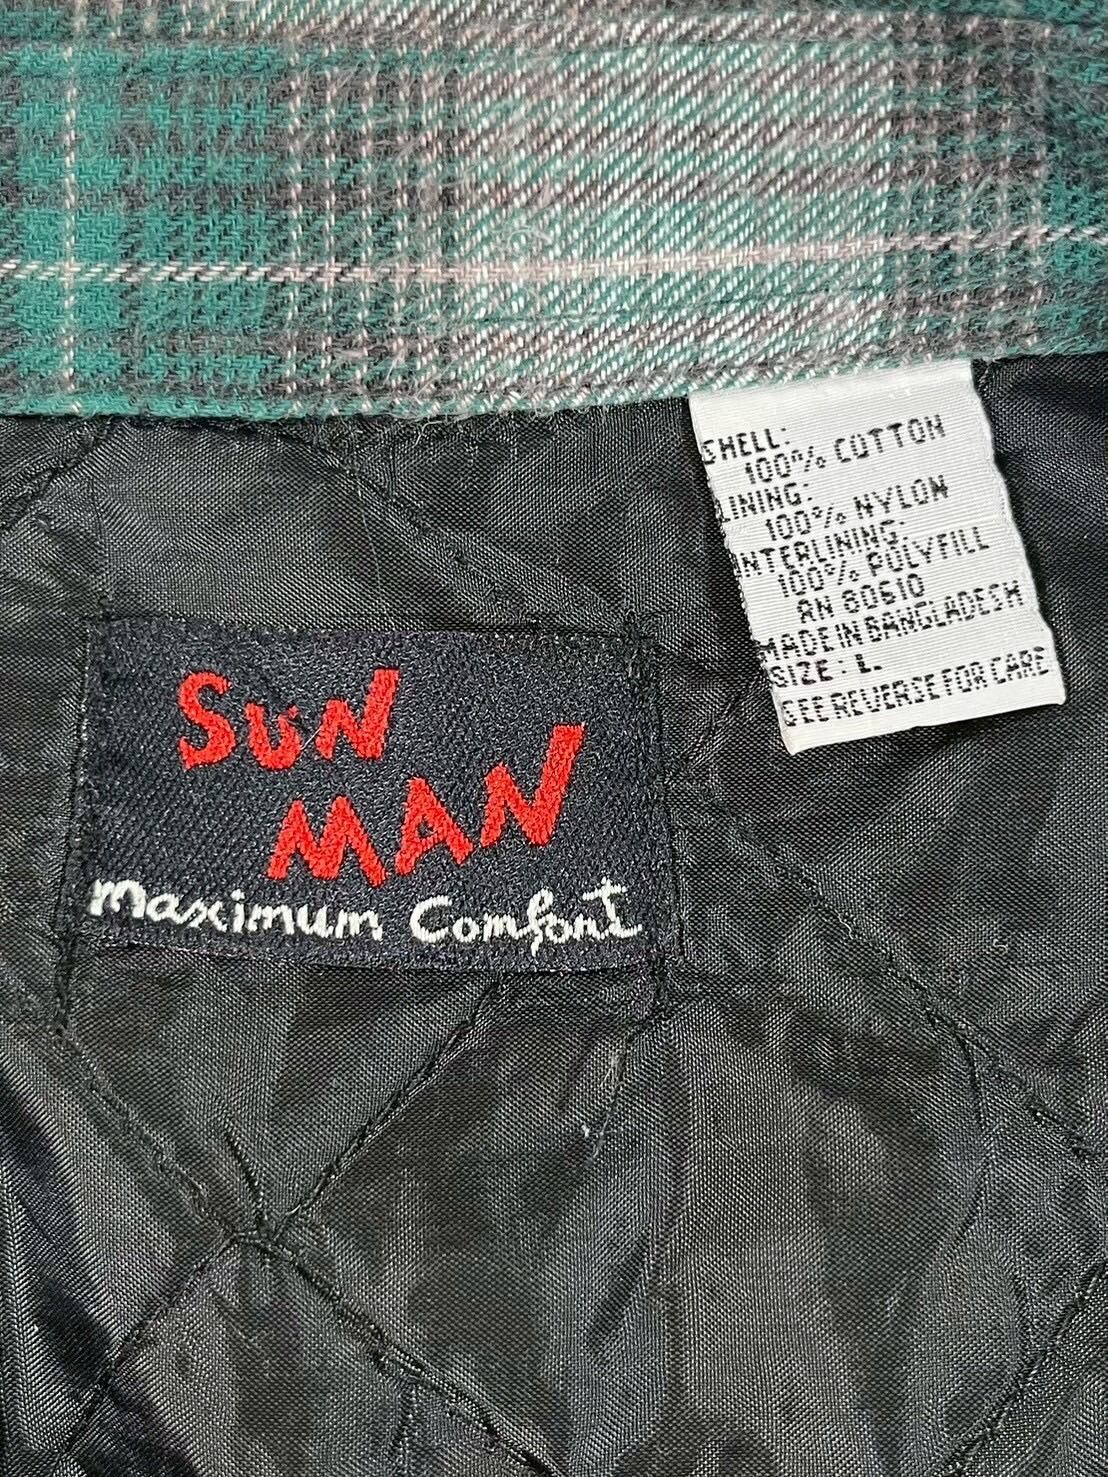 SHELL:
100% COTTON
LINING:
100% NYLON
INTERLINING:
100% POLYFILL
RN 80610
MADE IN BANGLADESH
SIZE: L.
SEE REVERSE FOR CARE
SUN
MAN
Maximum Comfort